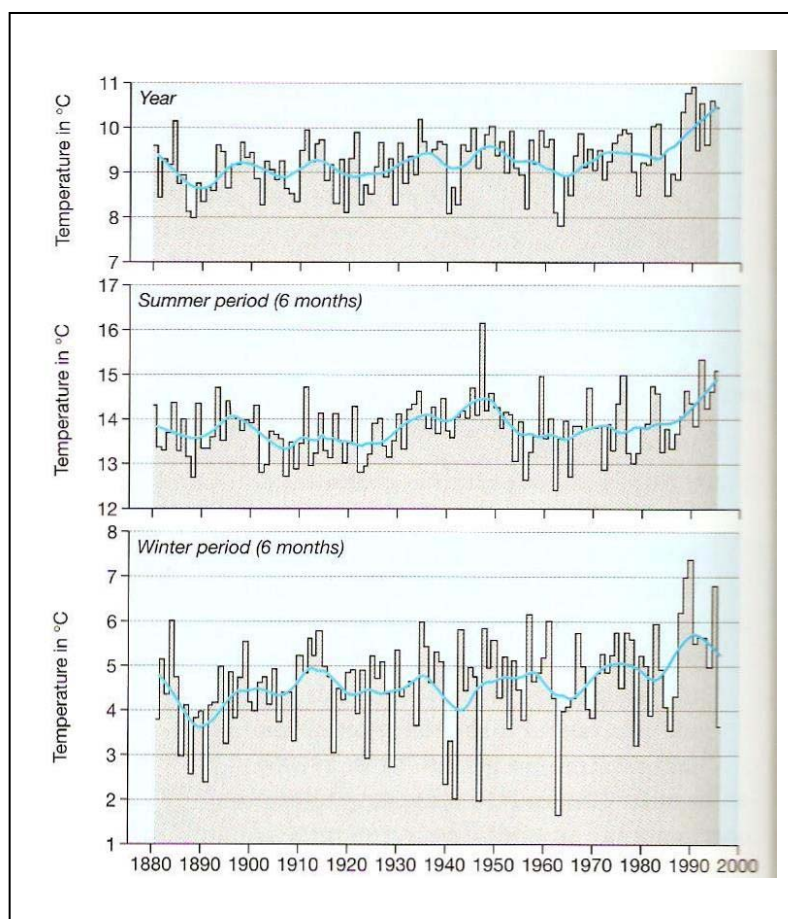 11
Year
10
9
8
7
Temperature in °C
17
Summer period (6 months)
16
15
14
13
12
Temperature in °C
8
Winter period (6 months)
7
6
5
4
3
2
1
Temperature in °C
1880 1890 1900 1910 1920 1930 1940 1950 1960 1970 1980 1990 2000